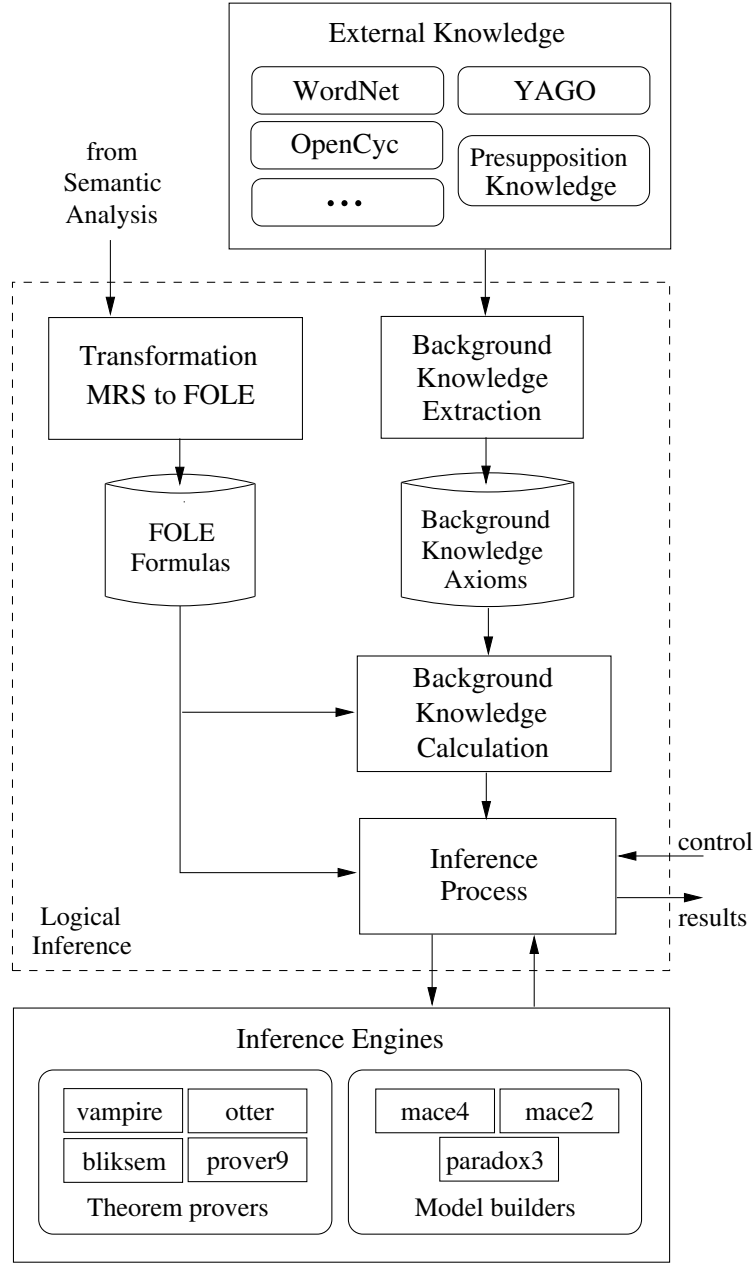 External Knowledge
WordNet
YAGO
OpenCyc
Presupposition
Knowledge
...
from
Semantic
Analysis
Transformation
MRS to FOLE
Background
Knowledge
Extraction
FOLE
Formulas
Background
Knowledge
Axioms
Background
Knowledge
Calculation
Inference
Process
control
results
Logical
Inference
Inference Engines
vampire
otter
bliksem
prover9
Theorem provers
mace4
mace2
paradox3
Model builders